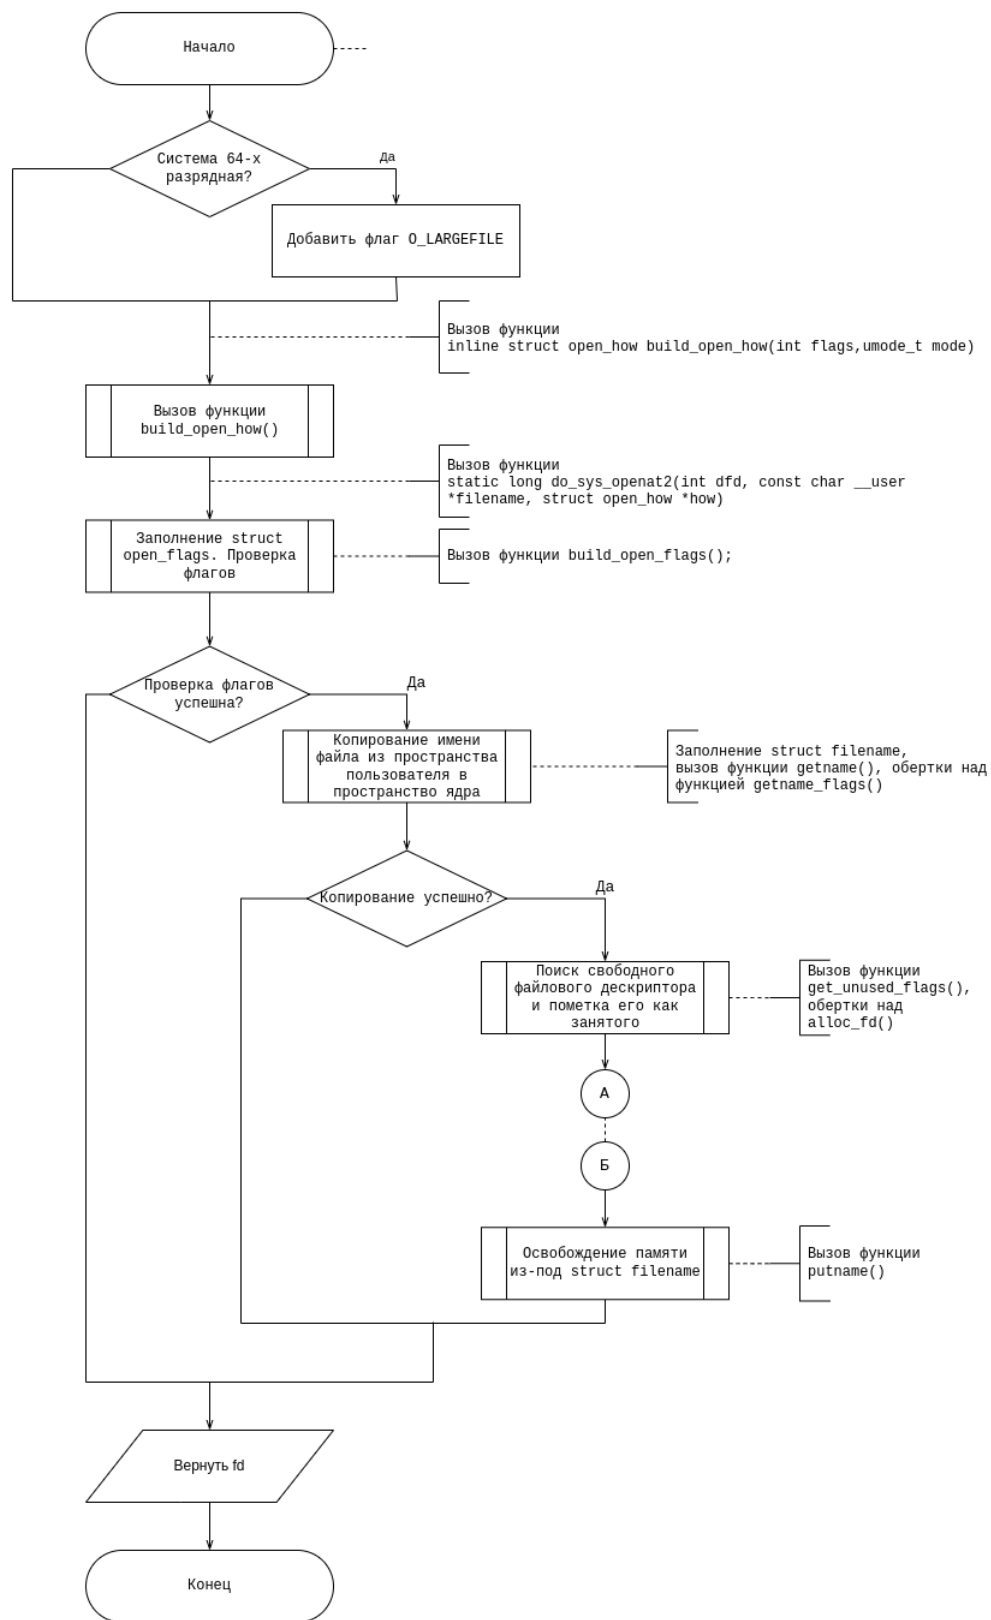 Начало
Система 64-х
разрядная?
Да
Добавить флаг O_LARGEFILE
Вызов функции
inline struct open_how build_open_how(int flags,umode_t mode)
Вызов функции
build_open_how()
Вызов функции
static long do_sys_openat2(int dfd, const char __user
*filename, struct open_how *how)
Заполнение struct
open_flags. Проверка
флагов
Вызов функции build_open_flags();
Проверка флагов
успешна?
Да
Копирование имени
файла из пространства
пользователя в
пространство ядра
Заполнение struct filename,
вызов функции getname(), обертки над
функцией getname_flags()
Копирование успешно?
Да
Поиск свободного
файлового дескриптора
и пометка его как
занятого
Вызов функции
get_unused_flags(),
обертки над
alloc_fd()
А
Б
Освобождение памяти
из-под struct filename
Вызов функции
putname()
Вернуть fd
Конец